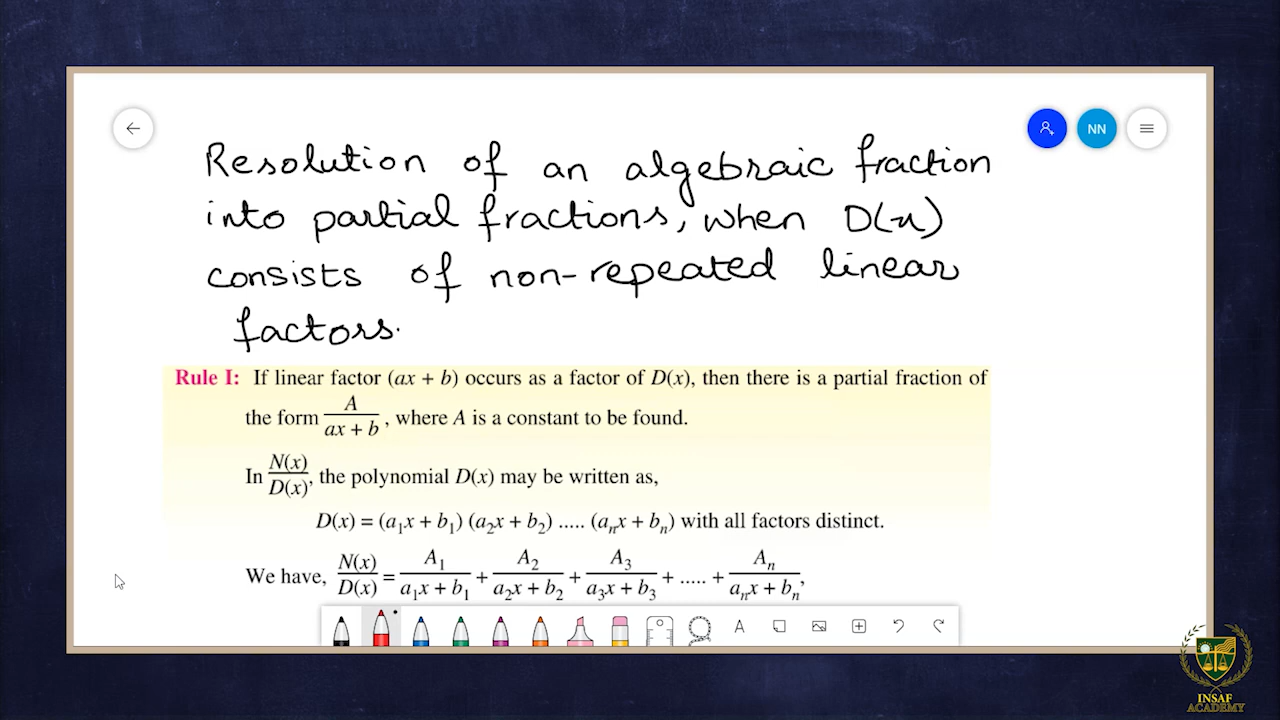 NN
Resolution of an algebraic fraction
into partial fractions, when D(x)
consists of non-repeated linear
factors.
Rule I: If linear factor (ax + b) occurs as a factor of D(x), then there is a partial fraction of
the form A/(ax + b), where A is a constant to be found.
In N(x)/D(x), the polynomial D(x) may be written as,
D(x) = (a₁x + b₁) (a₂x + b₂) ..... (aₙx + bₙ) with all factors distinct.
We have, N(x)/D(x) = A₁/(a₁x + b₁) + A₂/(a₂x + b₂) + A₃/(a₃x + b₃) + ..... + Aₙ/(aₙx + bₙ),
A
INSAF
ACADEMY